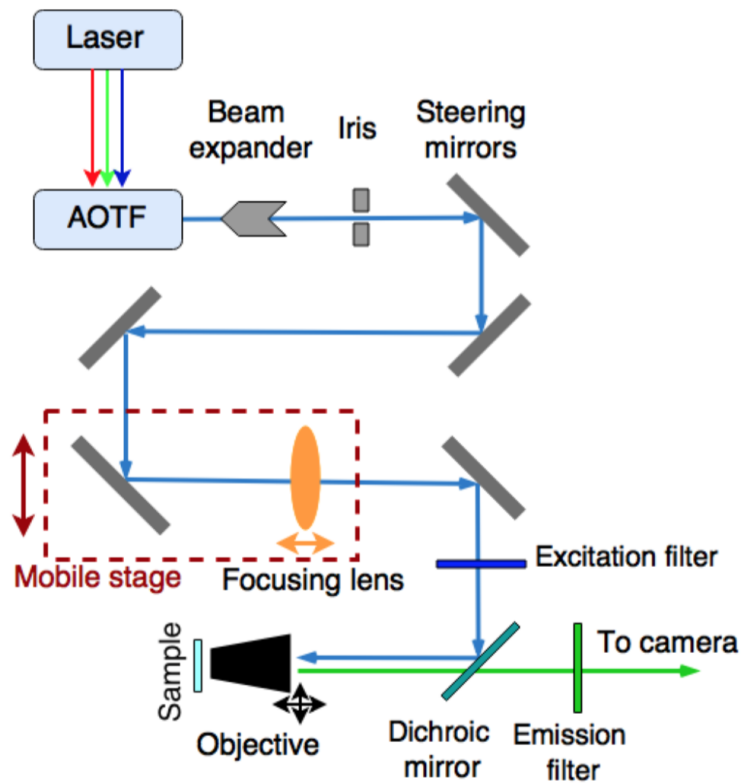 Laser
AOTF
Beam
expander
Iris
Steering
mirrors
Mobile stage
Focusing lens
Excitation filter
Sample
Objective
Dichroic
mirror
To camera
Emission
filter